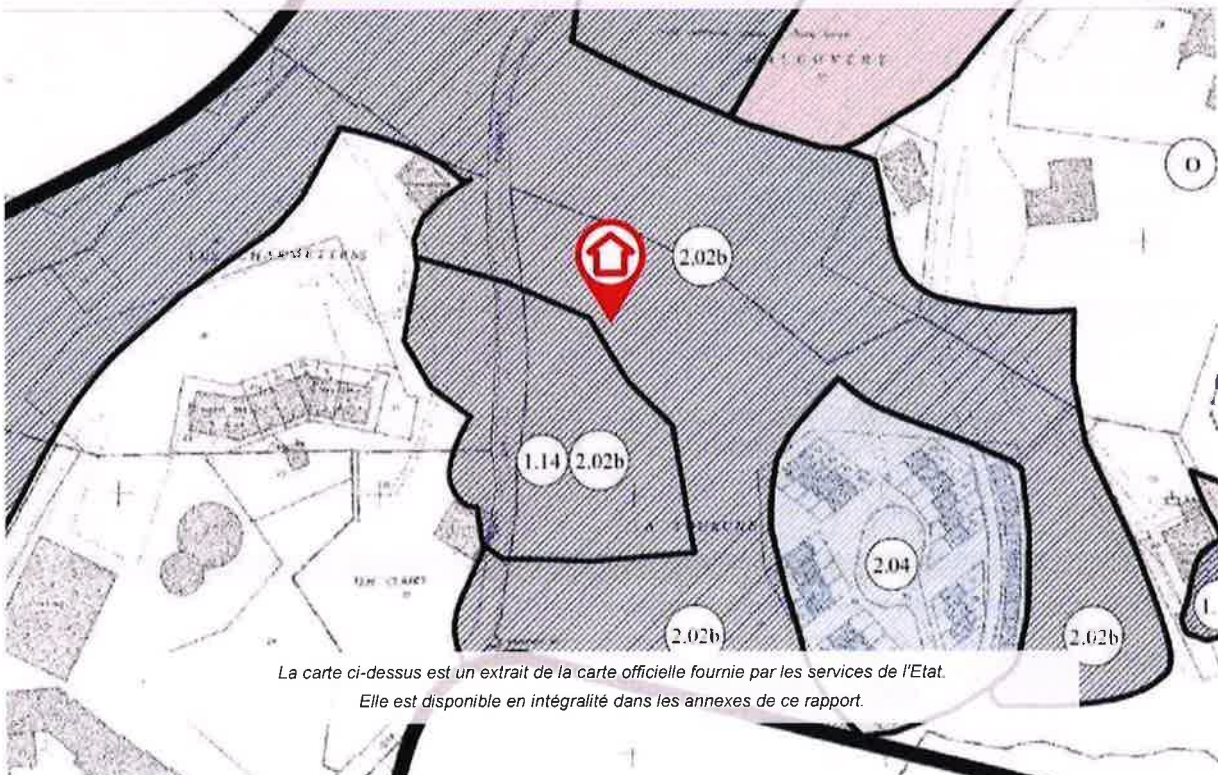 O
2.02b
1.14 2.02b
2.04
2.02b
2.02b
1.
La carte ci-dessus est un extrait de la carte officielle fournie par les services de l'Etat.
Elle est disponible en intégralité dans les annexes de ce rapport.